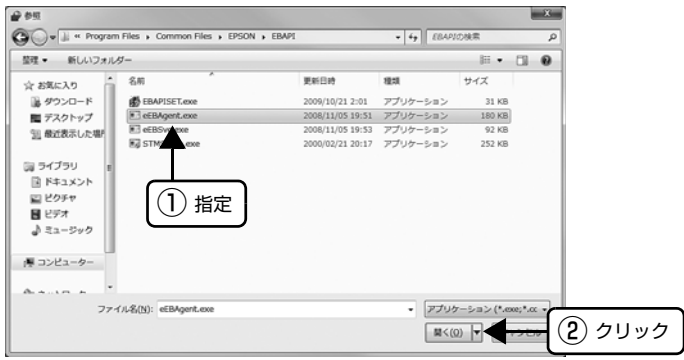 参照
« Program Files ▸ Common Files ▸ EPSON ▸ EBAPI
EBAPIの検索
整理 ▼ 新しいフォルダー
お気に入り
ダウンロード
デスクトップ
最近表示した場所
ライブラリ
ドキュメント
ピクチャ
ビデオ
ミュージック
コンピューター
名前 更新日時 種類 サイズ
EBAPISET.exe 2009/10/21 2:01 アプリケーション 31 KB
eEBAgent.exe 2008/11/05 19:51 アプリケーション 180 KB
eEBSv 2008/11/05 19:53 アプリケーション 92 KB
STM 2000/02/21 20:17 アプリケーション 252 KB
① 指定
ファイル名(N): eEBAgent.exe アプリケーション (*.exe;*.cc
開く(O)
② クリック